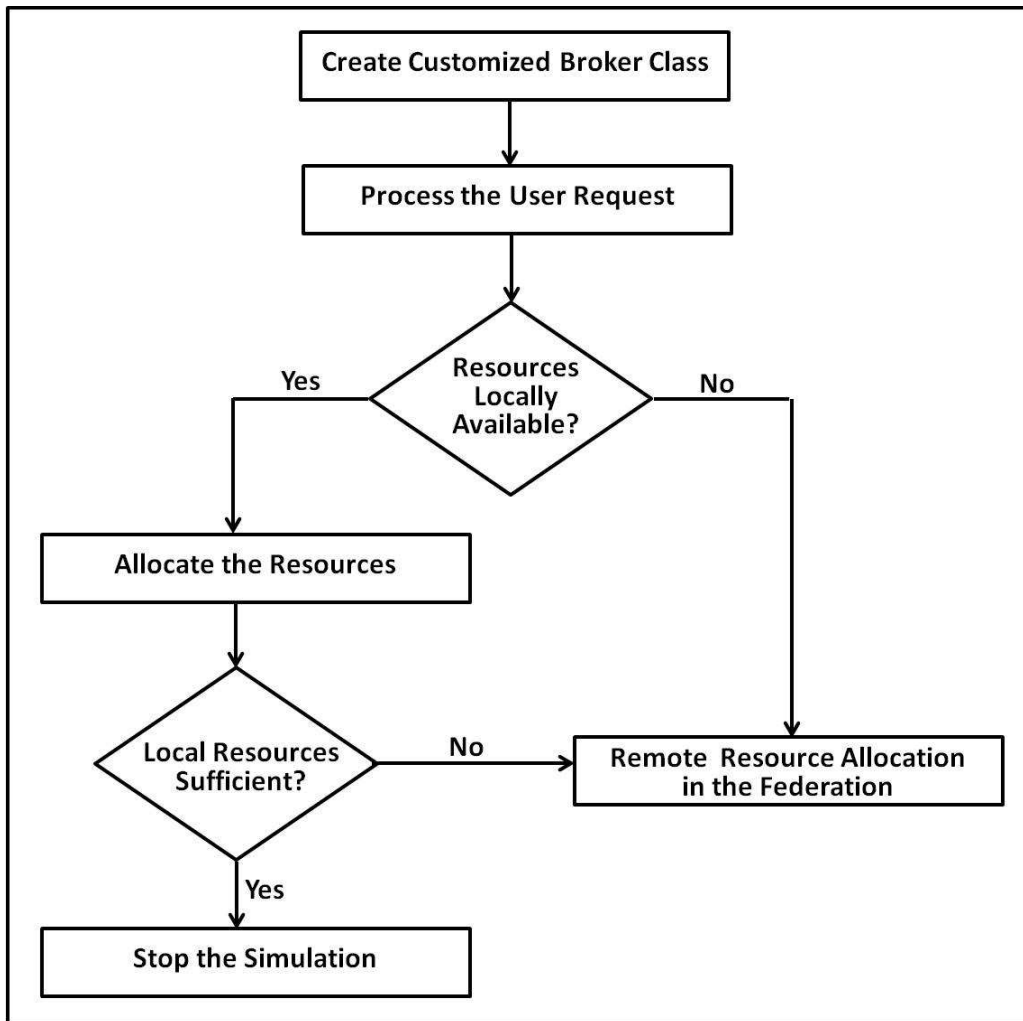 Create Customized Broker Class
Process the User Request
Resources
Locally
Available?
Yes
No
Allocate the Resources
Local Resources
Sufficient?
No
Remote Resource Allocation
in the Federation
Yes
Stop the Simulation